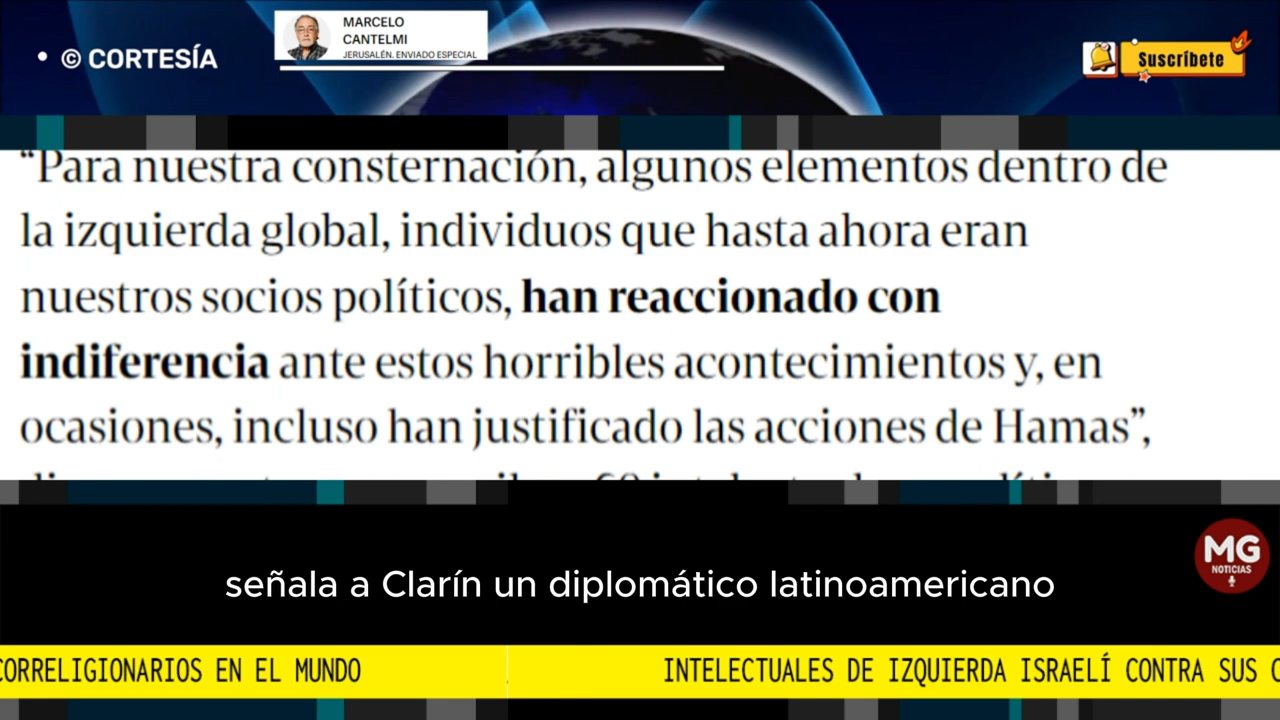 • © CORTESÍA
MARCELO
CANTELMI
JERUSALÉN. ENVIADO ESPECIAL
Suscríbete
“Para nuestra consternación, algunos elementos dentro de
la izquierda global, individuos que hasta ahora eran
nuestros socios políticos, han reaccionado con
indiferencia ante estos horribles acontecimientos y, en
ocasiones, incluso han justificado las acciones de Hamas”,
MG
NOTICIAS
señala a Clarín un diplomático latinoamericano
CORRELIGIONARIOS EN EL MUNDO
INTELECTUALES DE IZQUIERDA ISRAELÍ CONTRA SUS